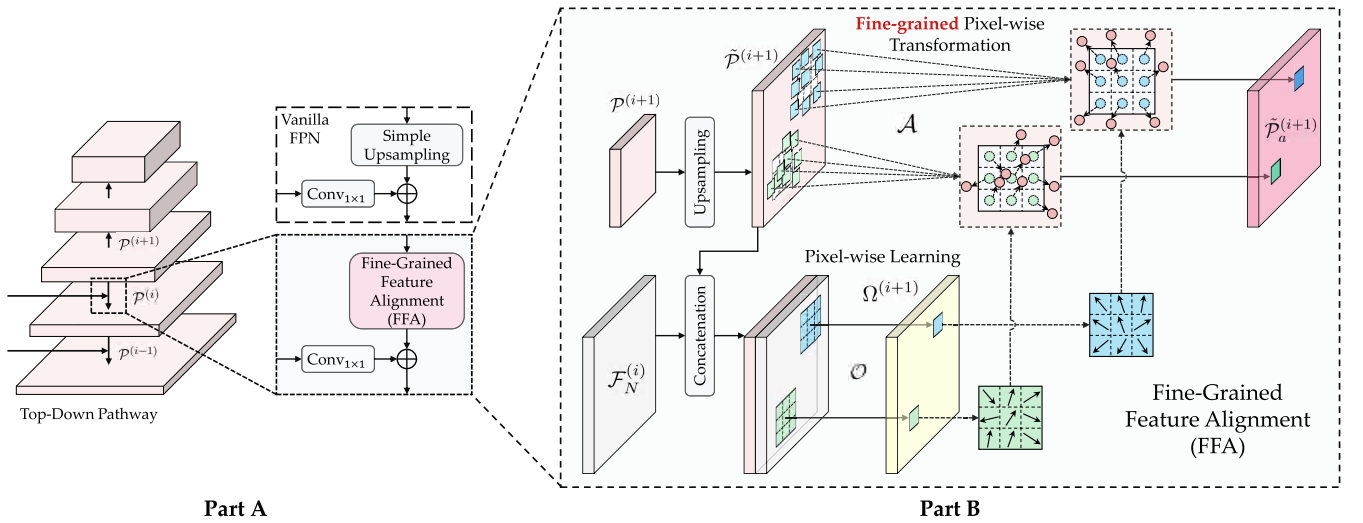 Vanilla
FPN
Simple
Upsampling
Conv1×1
𝒫^(i+1)
𝒫^(i)
𝒫^(i−1)
Top-Down Pathway
Fine-Grained
Feature
Alignment
(FFA)
Conv1×1
Part A
Fine-grained Pixel-wise
Transformation
𝒫̃^(i+1)
𝒫^(i+1)
Upsampling
𝒜
𝒫̃_a^(i+1)
Pixel-wise Learning
Ω^(i+1)
Concatenation
ℱ_N^(i)
𝒪
Fine-Grained
Feature Alignment
(FFA)
Part B